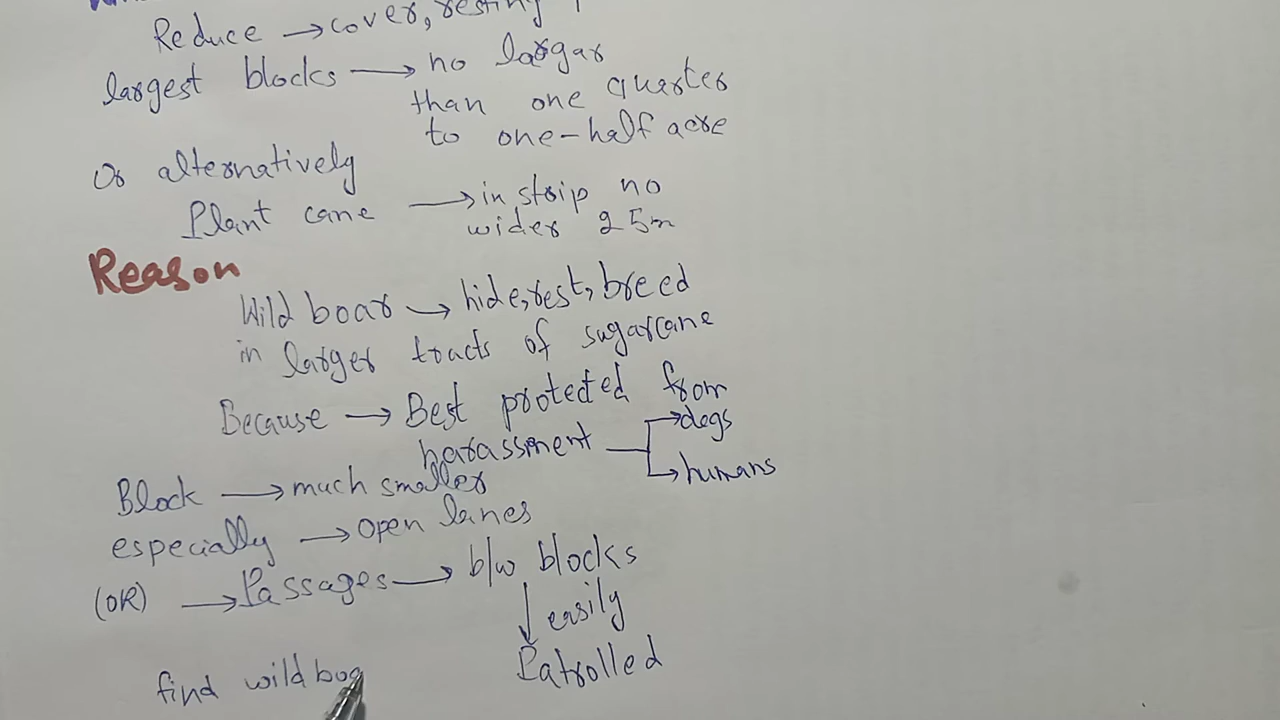 Reduce → cover, resting
largest blocks → no largar
than one quarter
to one-half acre
Or alternatively
Plant cane → in strip no
wider 25m
Reason
Wild boar → hide, rest, breed
in larger tracts of sugarcane
Because → Best protected from
harassment → dogs
→ humans
Block → much smaller
especially → open lanes
(OR) → Passages → b/w blocks
↓ easily
Patrolled
find wild boa